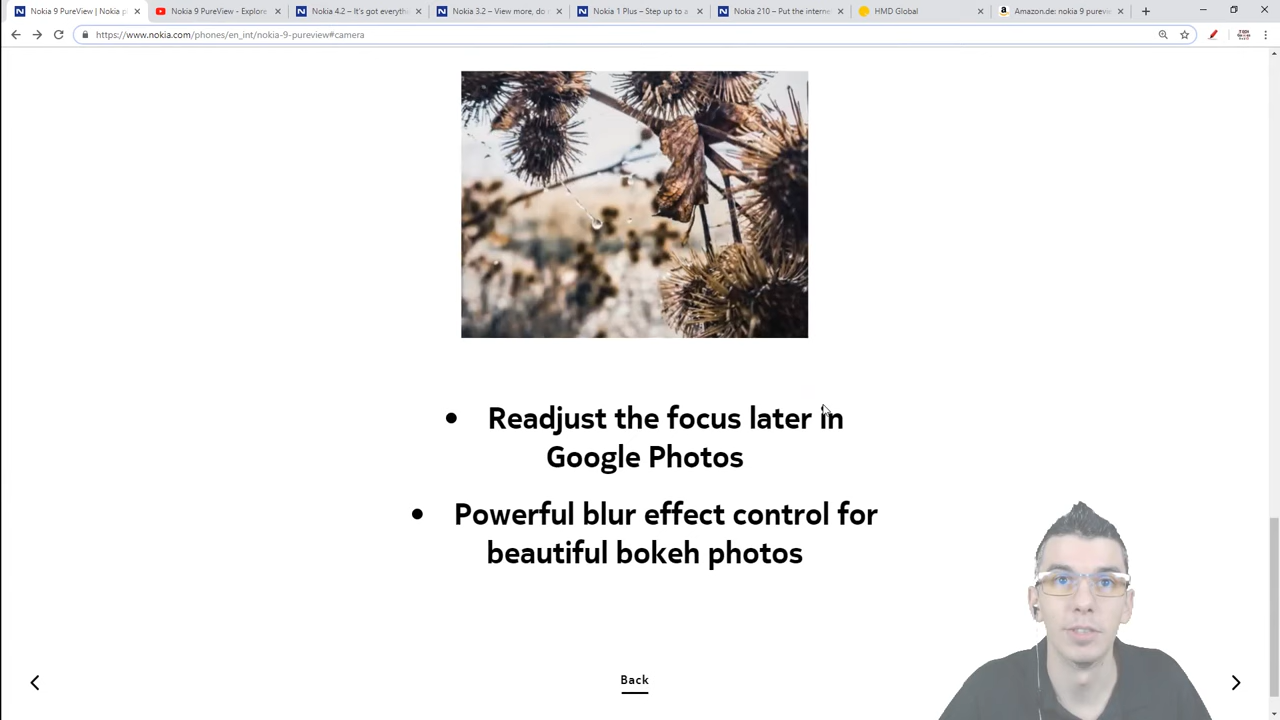 Nokia 9 PureView | Nokia p
Nokia 9 PureView - Explore
Nokia 4.2 – It's got everythi
Nokia 3.2 – View more, do
Nokia 1 Plus – Step up to a
Nokia 210 – Put the interne
HMD Global
Amazon.de: nokia 9 purevi
https://www.nokia.com/phones/en_int/nokia-9-pureview#camera
• Readjust the focus later in
Google Photos
• Powerful blur effect control for
beautiful bokeh photos
Back